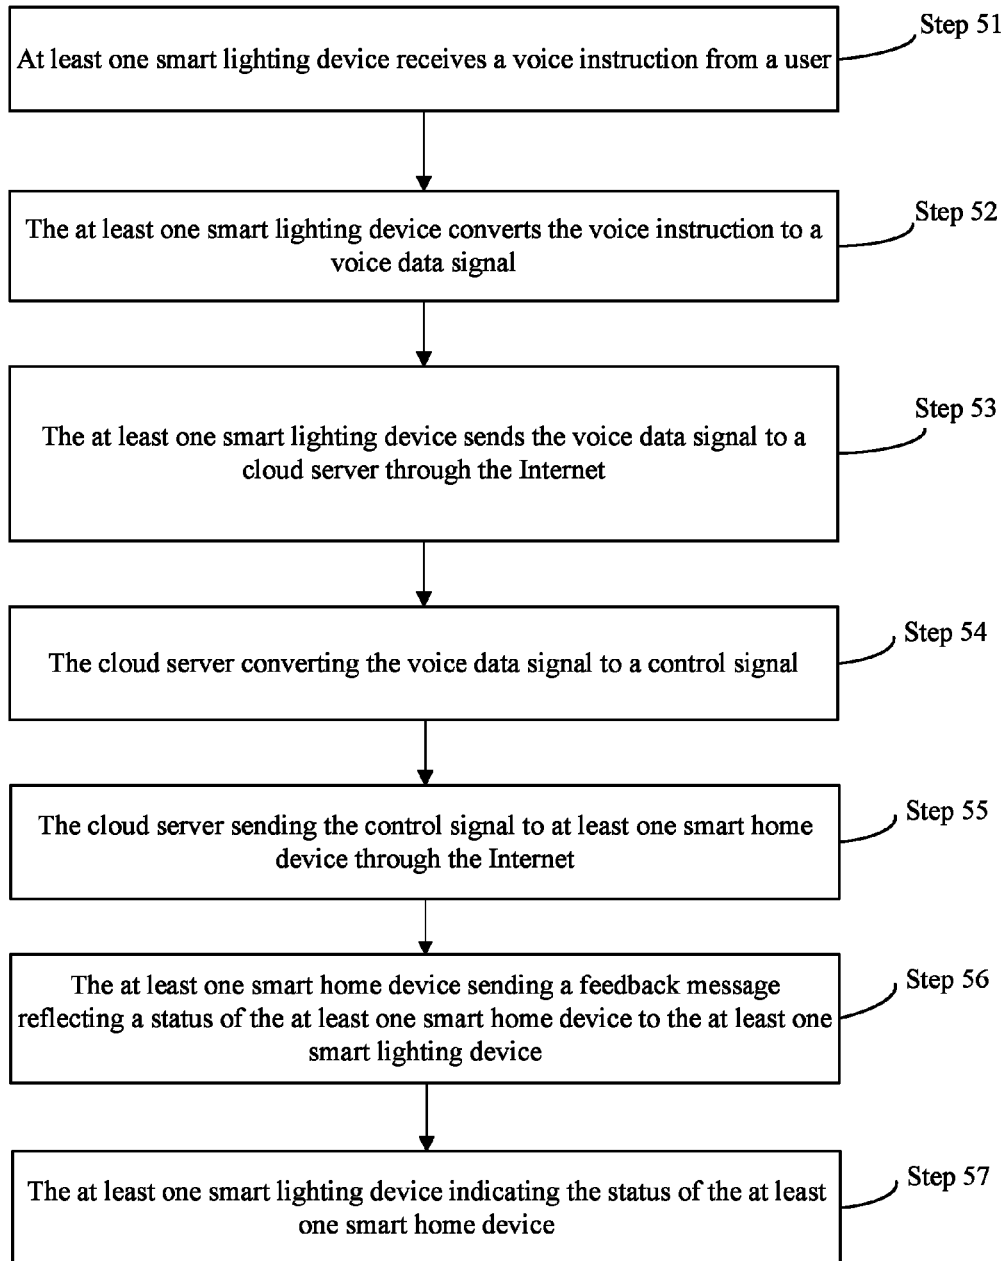 Step 51
At least one smart lighting device receives a voice instruction from a user
Step 52
The at least one smart lighting device converts the voice instruction to a
voice data signal
Step 53
The at least one smart lighting device sends the voice data signal to a
cloud server through the Internet
Step 54
The cloud server converting the voice data signal to a control signal
Step 55
The cloud server sending the control signal to at least one smart home
device through the Internet
Step 56
The at least one smart home device sending a feedback message
reflecting a status of the at least one smart home device to the at least one
smart lighting device
Step 57
The at least one smart lighting device indicating the status of the at least
one smart home device